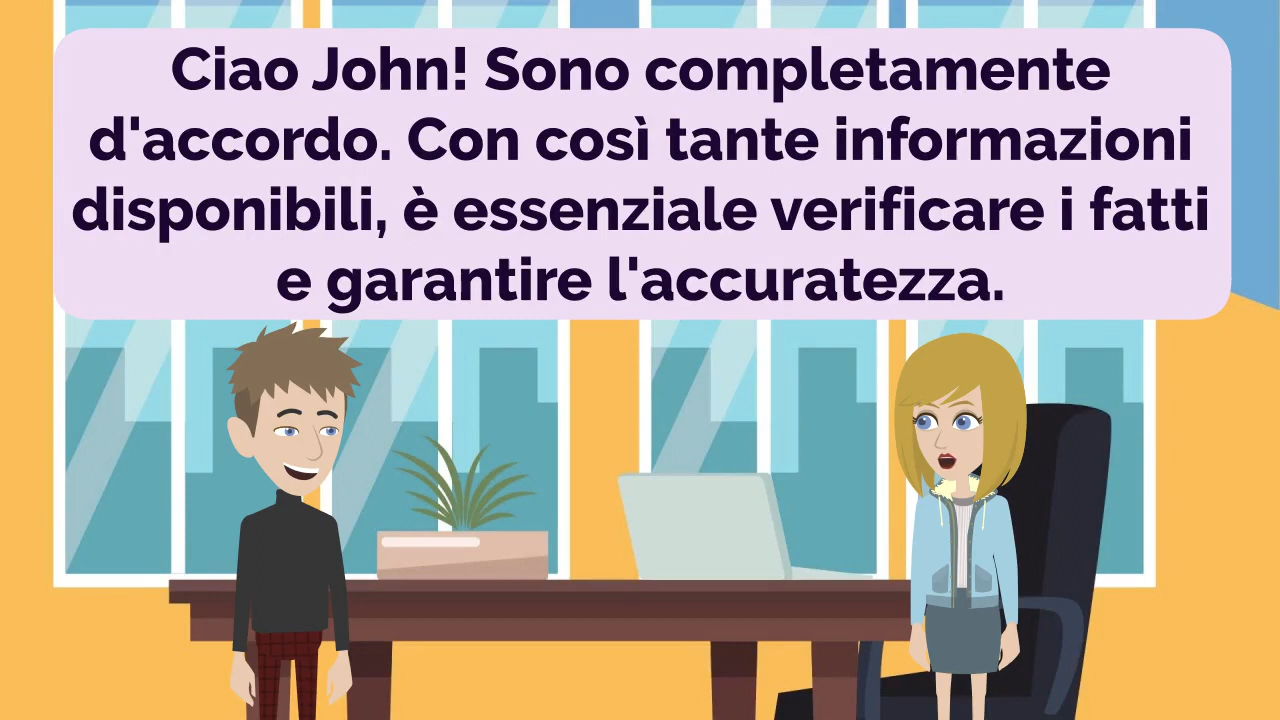 Ciao John! Sono completamente
d'accordo. Con così tante informazioni
disponibili, è essenziale verificare i fatti
e garantire l'accuratezza.